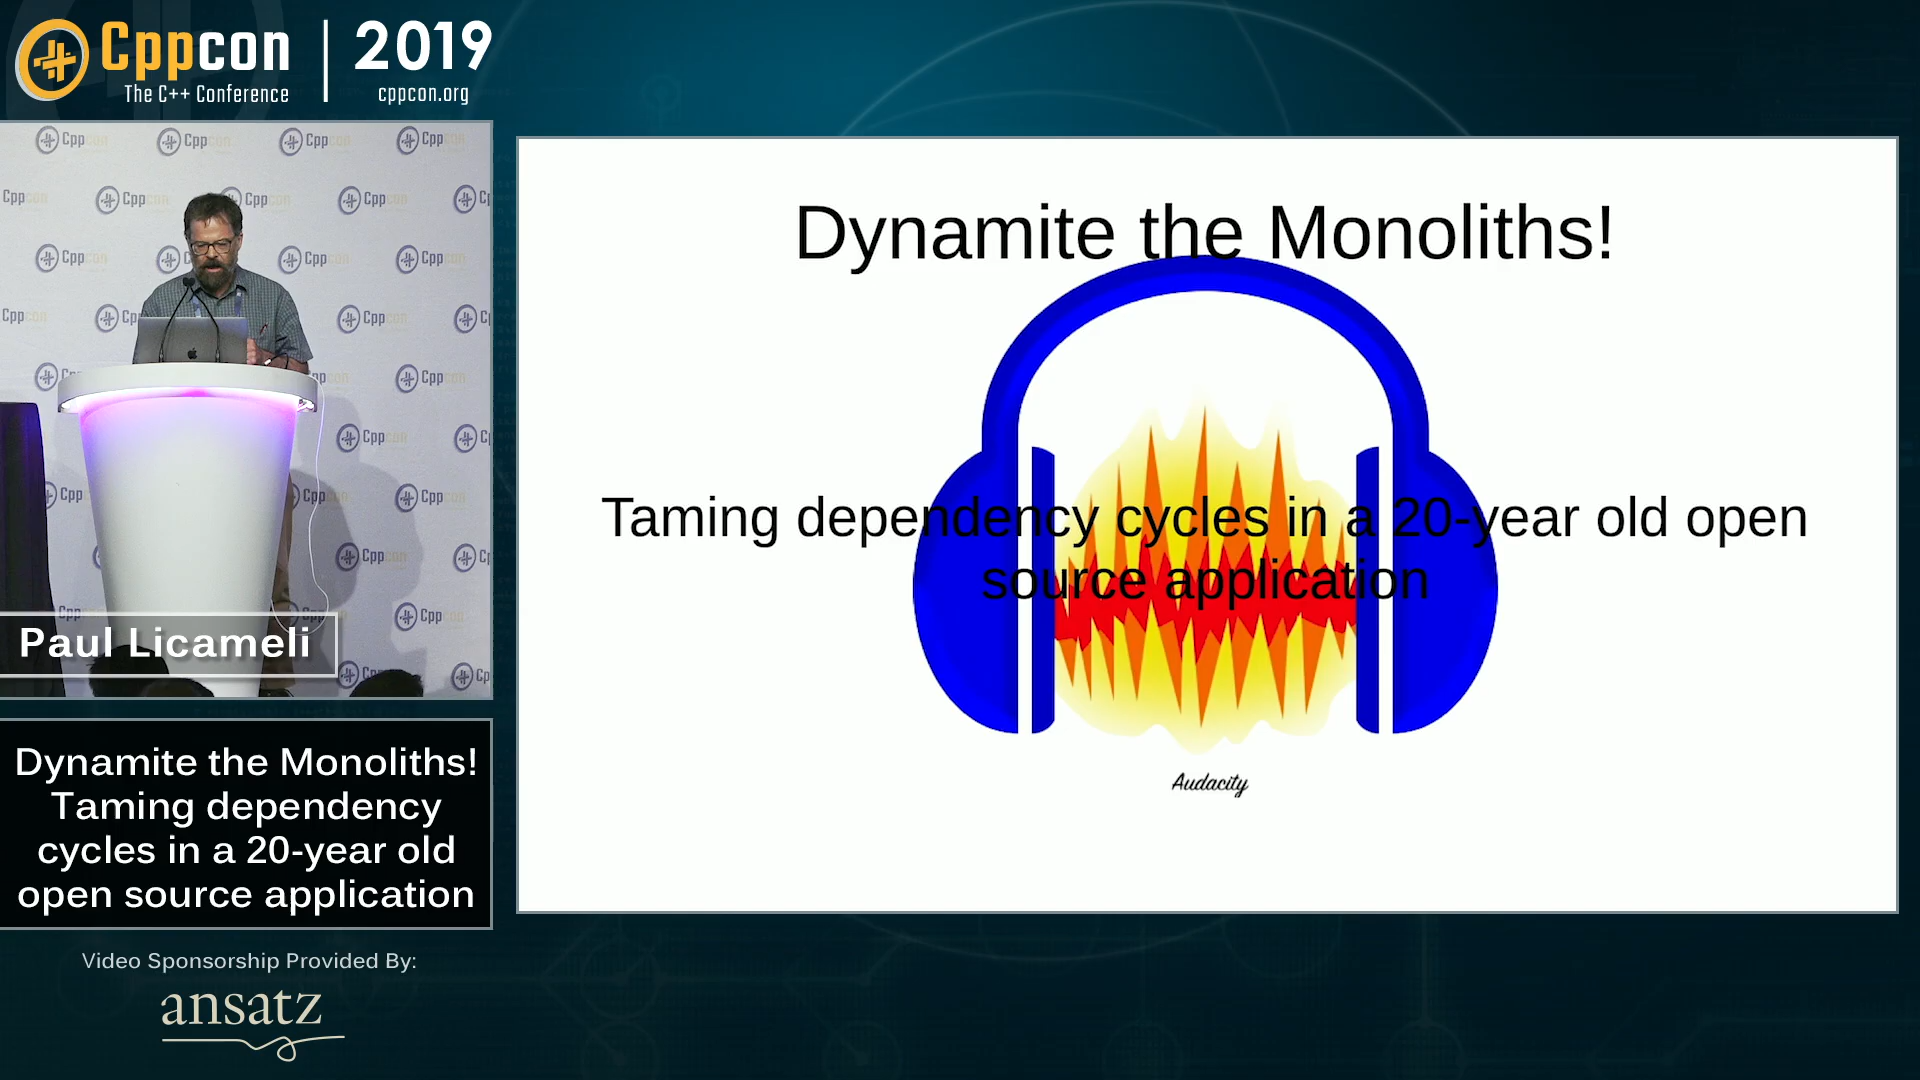 Cppcon
The C++ Conference
2019
cppcon.org
Paul Licameli
Dynamite the Monoliths!
Taming dependency
cycles in a 20-year old
open source application
Video Sponsorship Provided By:
ansatz
Dynamite the Monoliths!
Taming dependency cycles in a 20-year old open
source application
Audacity